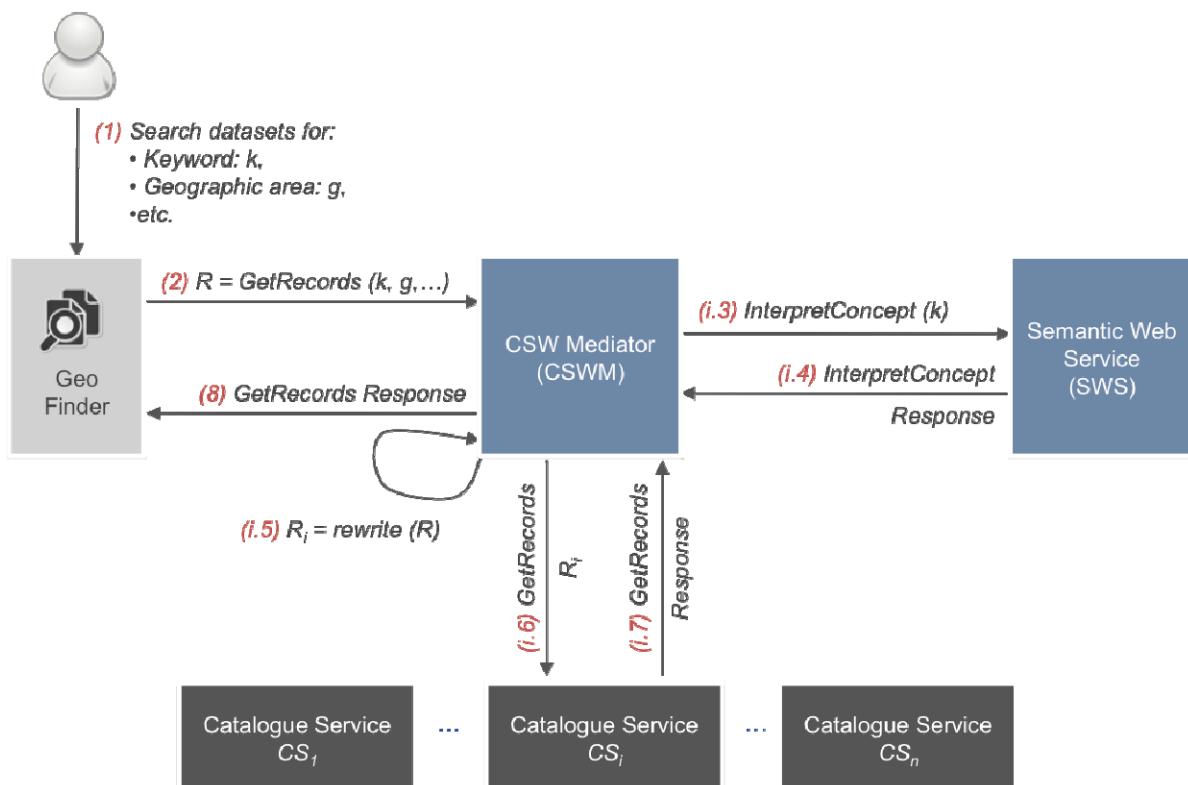 (1) Search datasets for:
• Keyword: k,
• Geographic area: g,
•etc.
(2) R = GetRecords (k, g,…)
(i.3) InterpretConcept (k)
CSW Mediator
(CSWM)
Semantic Web
Service
(SWS)
Geo
Finder
(8) GetRecords Response
(i.4) InterpretConcept
Response
(i.5) Ri = rewrite (R)
(i.6) GetRecords
Ri
(i.7) GetRecords
Response
Catalogue Service
CS1
...
Catalogue Service
CSi
...
Catalogue Service
CSn